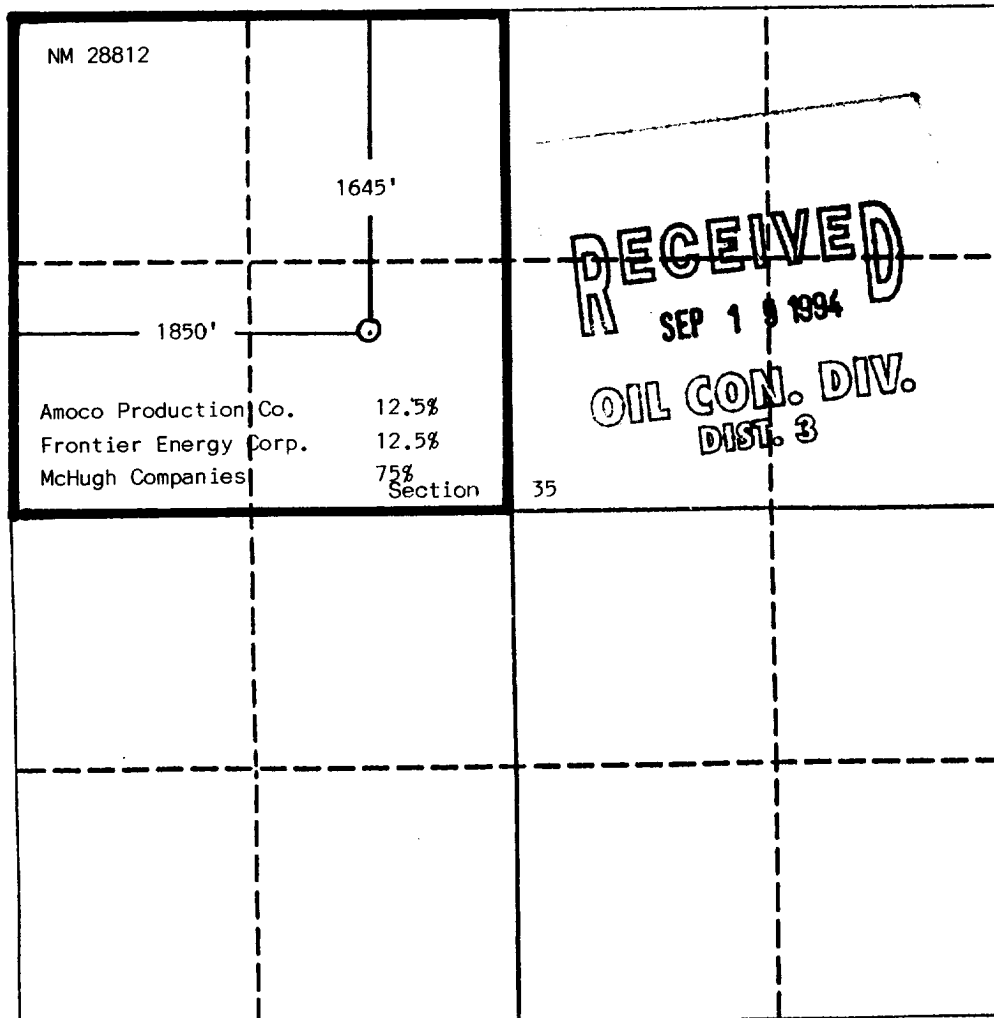 NM 28812
1645'
1850'
Amoco Production Co. 12.5%
Frontier Energy Corp. 12.5%
McHugh Companies 75%
Section 35
RECEIVED
SEP 1 1994
OIL CON. DIV.
DIST. 3